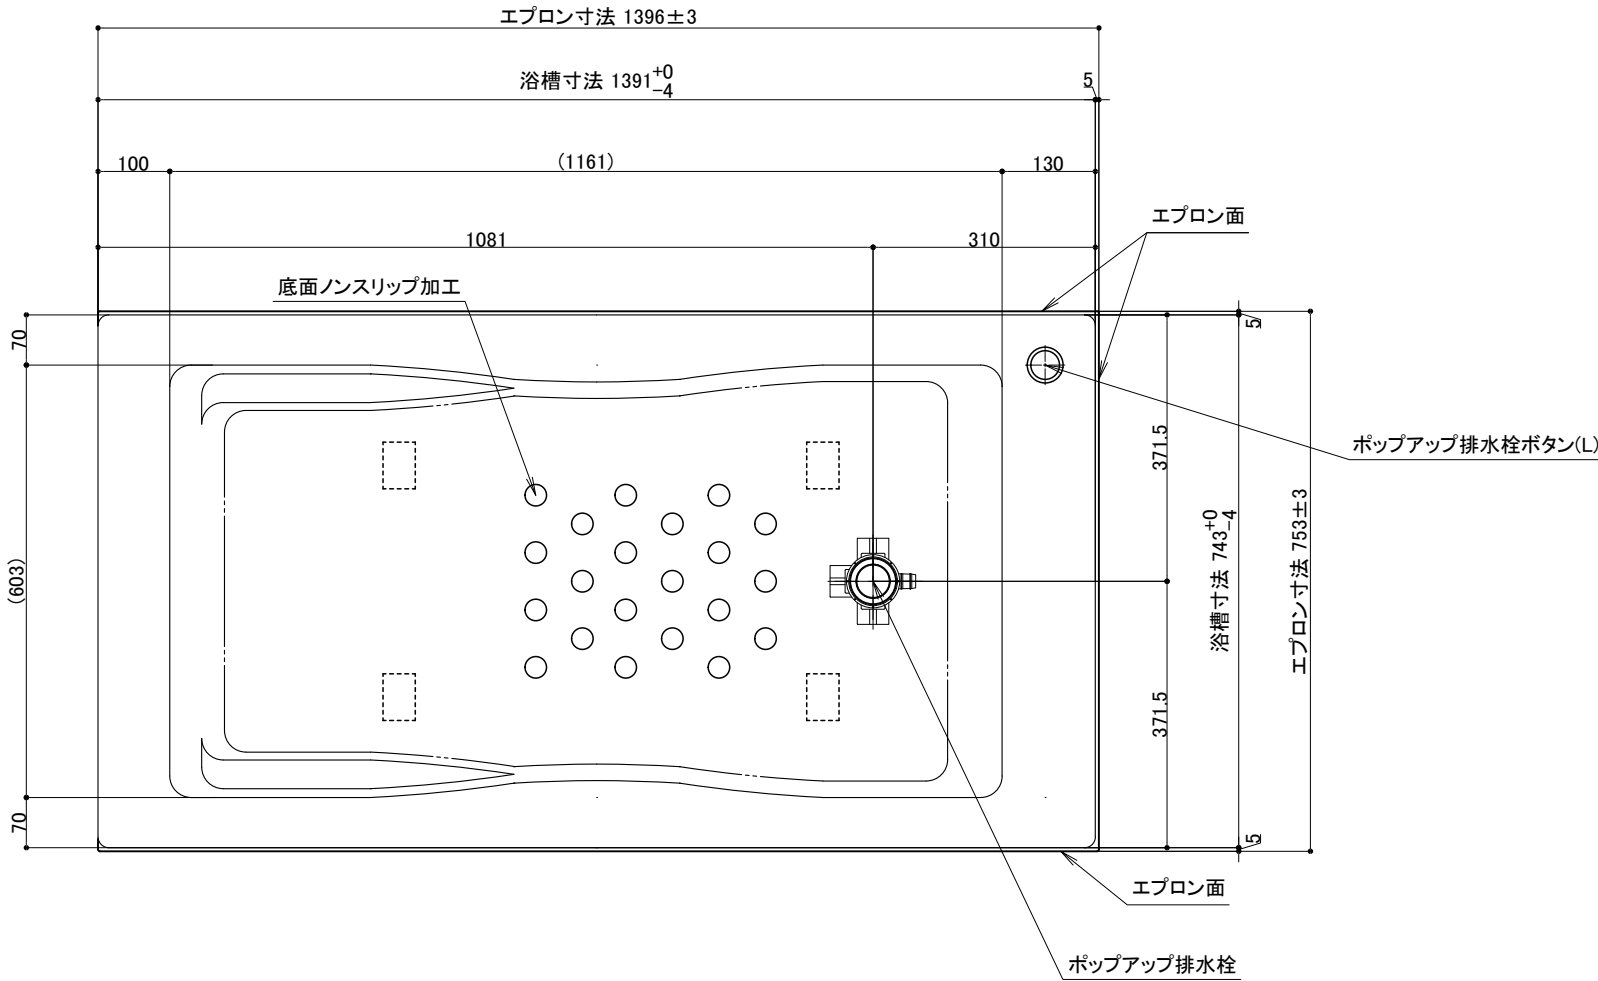 エプロン寸法 1396±3
浴槽寸法 1391+0-4
5
100
(1161)
130
エプロン面
1081
310
底面ノンスリップ加工
70
5
371.5
ポップアップ排水栓ボタン(L)
浴槽寸法 743+0-4
エプロン寸法 753±3
(603)
371.5
70
5
エプロン面
ポップアップ排水栓